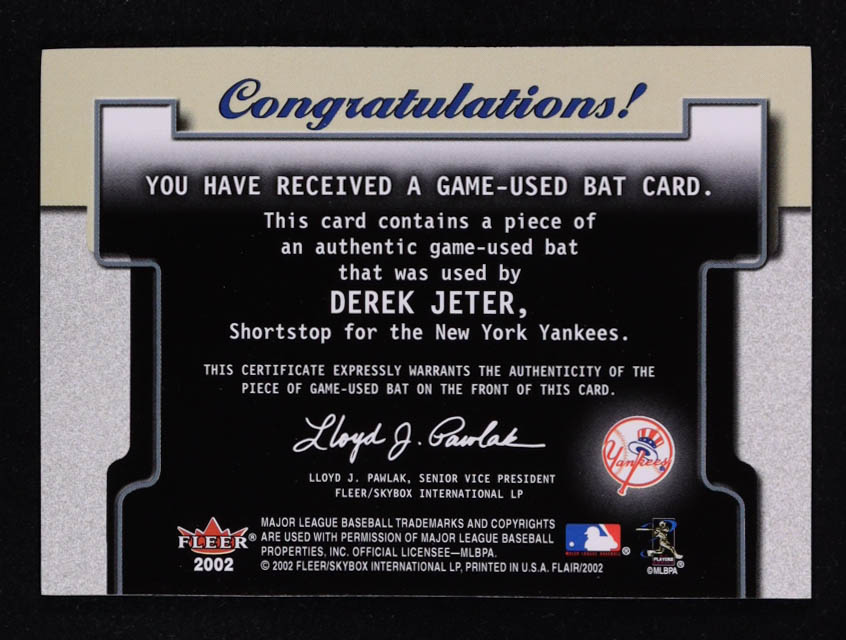 Congratulations!
YOU HAVE RECEIVED A GAME-USED BAT CARD.
This card contains a piece of
an authentic game-used bat
that was used by
DEREK JETER,
Shortstop for the New York Yankees.
THIS CERTIFICATE EXPRESSLY WARRANTS THE AUTHENTICITY OF THE
PIECE OF GAME-USED BAT ON THE FRONT OF THIS CARD.
Lloyd J. Pawlak
Yankees
LLOYD J. PAWLAK, SENIOR VICE PRESIDENT
FLEER/SKYBOX INTERNATIONAL LP
FLEER®
2002
MAJOR LEAGUE BASEBALL TRADEMARKS AND COPYRIGHTS
ARE USED WITH PERMISSION OF MAJOR LEAGUE BASEBALL
PROPERTIES, INC. OFFICIAL LICENSEE—MLBPA.
© 2002 FLEER/SKYBOX INTERNATIONAL LP, PRINTED IN U.S.A. FLAIR/2002
MAJOR LEAGUE BASEBALL ®
PLAYERS
©MLBPA